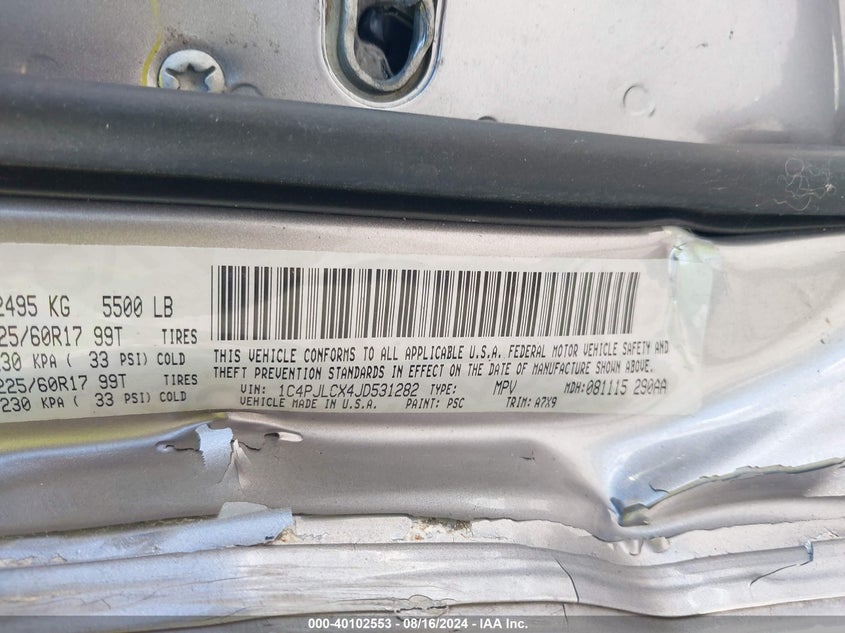 2495 KG 5500 LB
25/60R17 99T TIRES
230 KPA ( 33 PSI) COLD
225/60R17 99T TIRES
230 KPA ( 33 PSI) COLD
THIS VEHICLE CONFORMS TO ALL APPLICABLE U.S.A. FEDERAL MOTOR VEHICLE SAFETY AND
THEFT PREVENTION STANDARDS IN EFFECT ON THE DATE OF MANUFACTURE SHOWN ABOVE.
VIN: 1C4PJLCX4JD531282 TYPE: MPV MDH:081115 290AA
VEHICLE MADE IN U.S.A. PAINT: PSC TRIM: A7X9
000-40102553 - 08/16/2024 - IAA Inc.